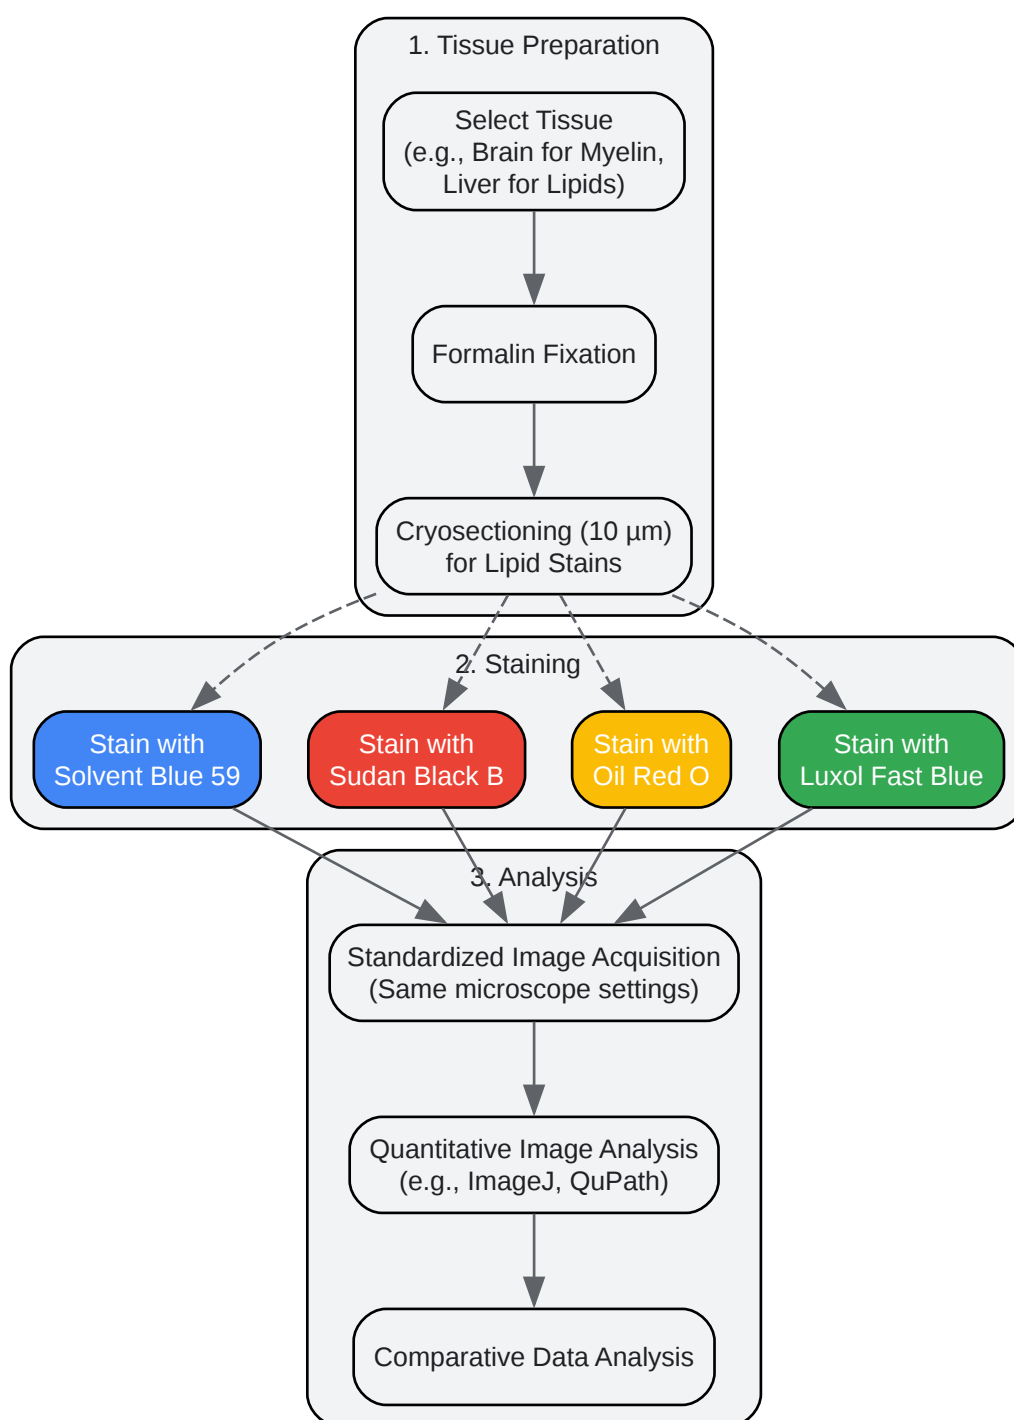 1. Tissue Preparation
Select Tissue
(e.g., Brain for Myelin,
Liver for Lipids)
Formalin Fixation
Cryosectioning (10 µm)
for Lipid Stains
2. Staining
Stain with
Solvent Blue 59
Stain with
Sudan Black B
Stain with
Oil Red O
Stain with
Luxol Fast Blue
3. Analysis
Standardized Image Acquisition
(Same microscope settings)
Quantitative Image Analysis
(e.g., ImageJ, QuPath)
Comparative Data Analysis